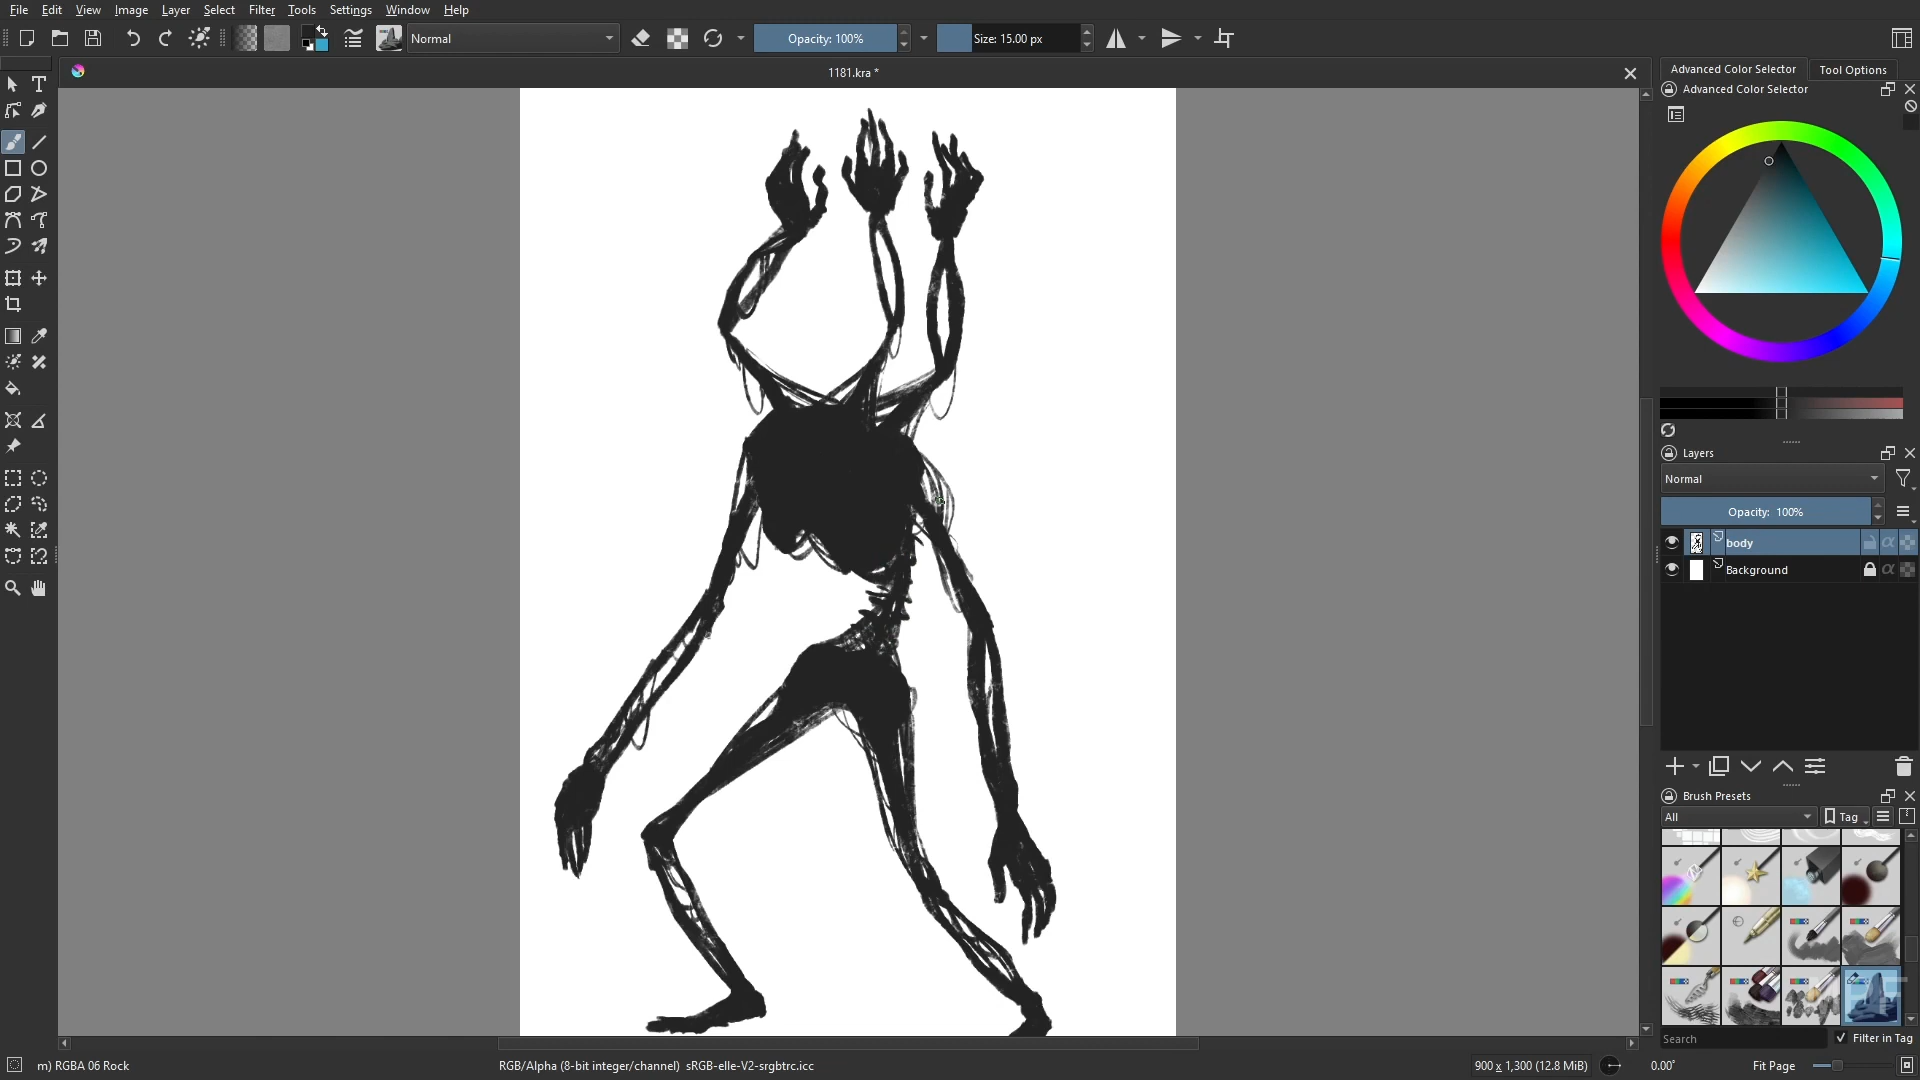 File Edit View Image Layer Select Filter Tools Settings Window Help
Normal Opacity: 100% Size: 15.00 px
1181.kra *
Advanced Color Selector Tool Options
Advanced Color Selector
Layers
Normal
Opacity: 100%
body
Background
Brush Presets
All Tag
Search Filter in Tag
m) RGBA 06 Rock RGB/Alpha (8-bit integer/channel) sRGB-elle-V2-srgbtrc.icc 900 x 1,300 (12.8 MiB) 0.00° Fit Page